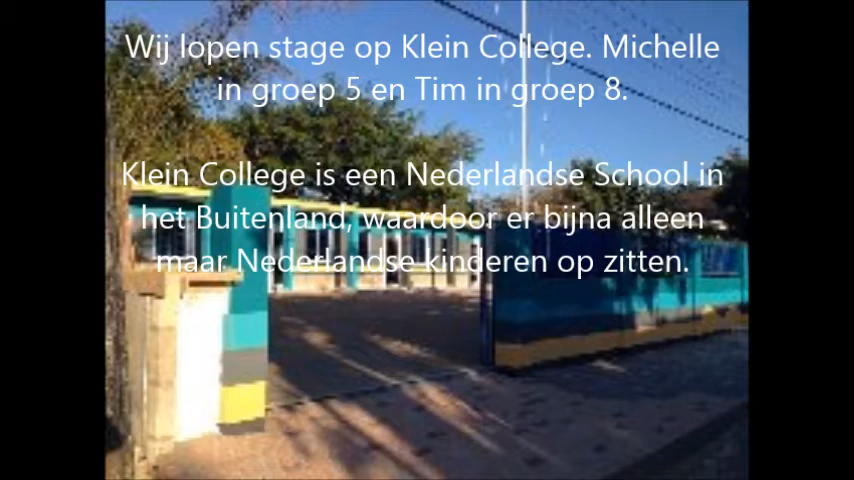 Wij lopen stage op Klein College. Michelle
in groep 5 en Tim in groep 8.
Klein College is een Nederlandse School in
het Buitenland, waardoor er bijna alleen
maar Nederlandse kinderen op zitten.